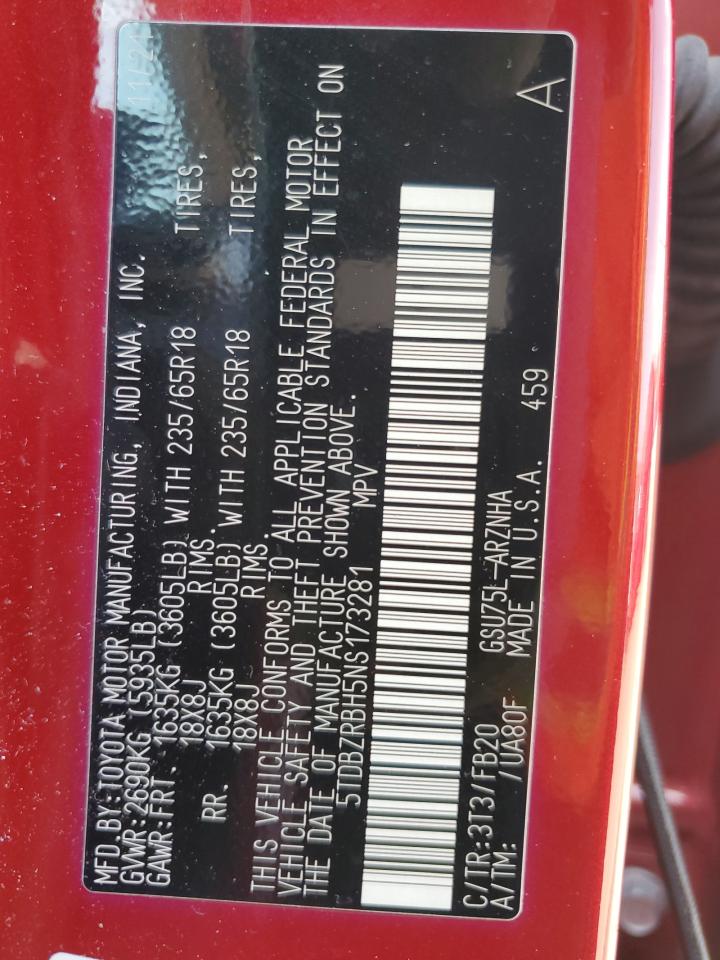 MFD.BY:TOYOTA MOTOR MANUFACTURING, INDIANA, INC. 11/21
GVWR:2690KG (5935LB)
GAWR:FRT. 1635KG (3605LB) WITH 235/65R18 TIRES,
18X8J RIMS.
RR. 1635KG (3605LB) WITH 235/65R18 TIRES,
18X8J RIMS.
THIS VEHICLE CONFORMS TO ALL APPLICABLE FEDERAL MOTOR
VEHICLE SAFETY AND THEFT PREVENTION STANDARDS IN EFFECT ON
THE DATE OF MANUFACTURE SHOWN ABOVE.
5TDBZRBH5NS173281 MPV
C/TR:3T3/FB20 GSU75L-ARZNHA A
A/TM: /UA80F MADE IN U.S.A. 459